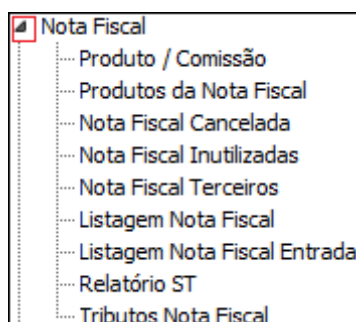 Nota Fiscal
Produto / Comissão
Produtos da Nota Fiscal
Nota Fiscal Cancelada
Nota Fiscal Inutilizadas
Nota Fiscal Terceiros
Listagem Nota Fiscal
Listagem Nota Fiscal Entrada
Relatório ST
Tributos Nota Fiscal